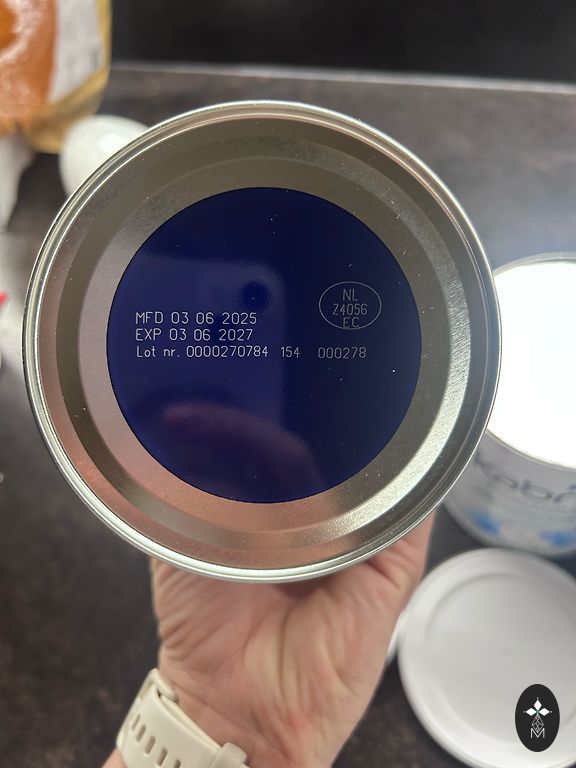 MFD 03 06 2025
EXP 03 06 2027
Lot nr. 0000270784 154 000278
NL
Z4056
EC